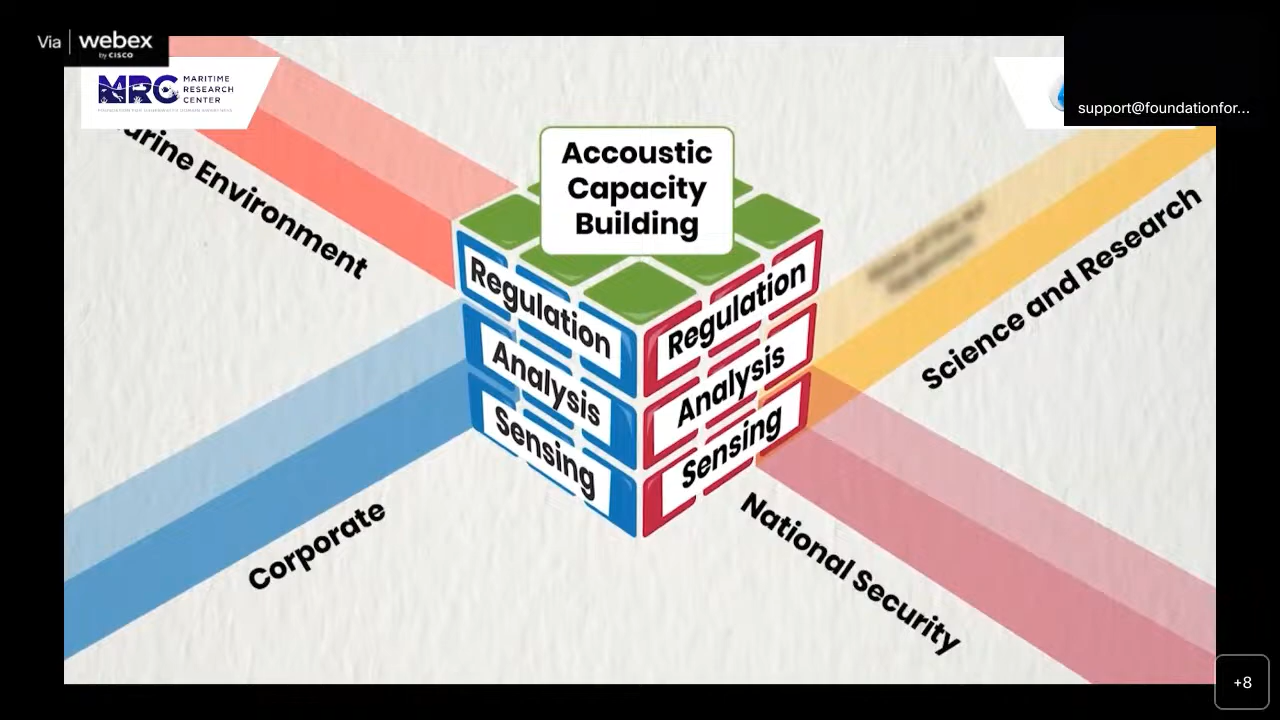 Via webex
by CISCO
MRC MARITIME
RESEARCH
CENTER
support@foundationfor...
Accoustic
Capacity
Building
Marine Environment
Regulation
Analysis
Sensing
Regulation
Analysis
Sensing
Science and Research
Corporate
National Security
+8